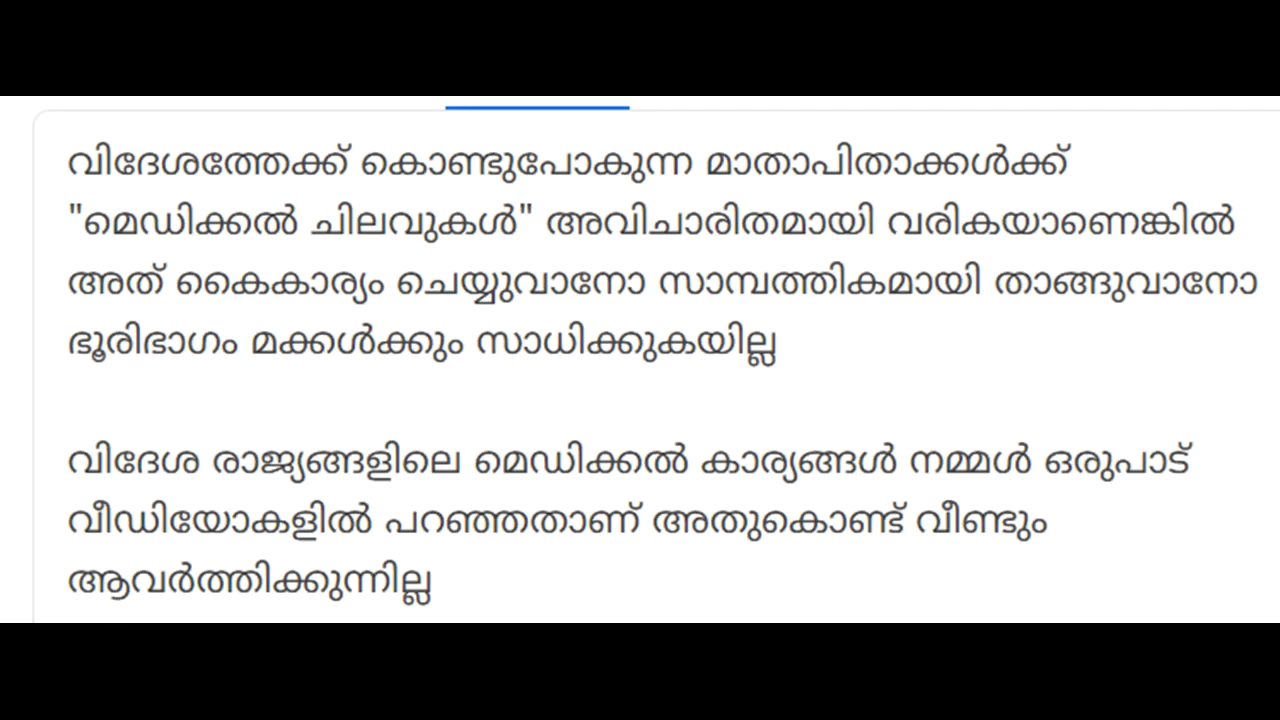 വിദേശത്തേക്ക് കൊണ്ടുപോകുന്ന മാതാപിതാക്കൾക്ക്
"മെഡിക്കൽ ചിലവുകൾ" അവിചാരിതമായി വരികയാണെങ്കിൽ
അത് കൈകാര്യം ചെയ്യുവാനോ സാമ്പത്തികമായി താങ്ങുവാനോ
ഭൂരിഭാഗം മക്കൾക്കും സാധിക്കുകയില്ല
വിദേശ രാജ്യങ്ങളിലെ മെഡിക്കൽ കാര്യങ്ങൾ നമ്മൾ ഒരുപാട്
വീഡിയോകളിൽ പറഞ്ഞതാണ് അതുകൊണ്ട് വീണ്ടും
ആവർത്തിക്കുന്നില്ല